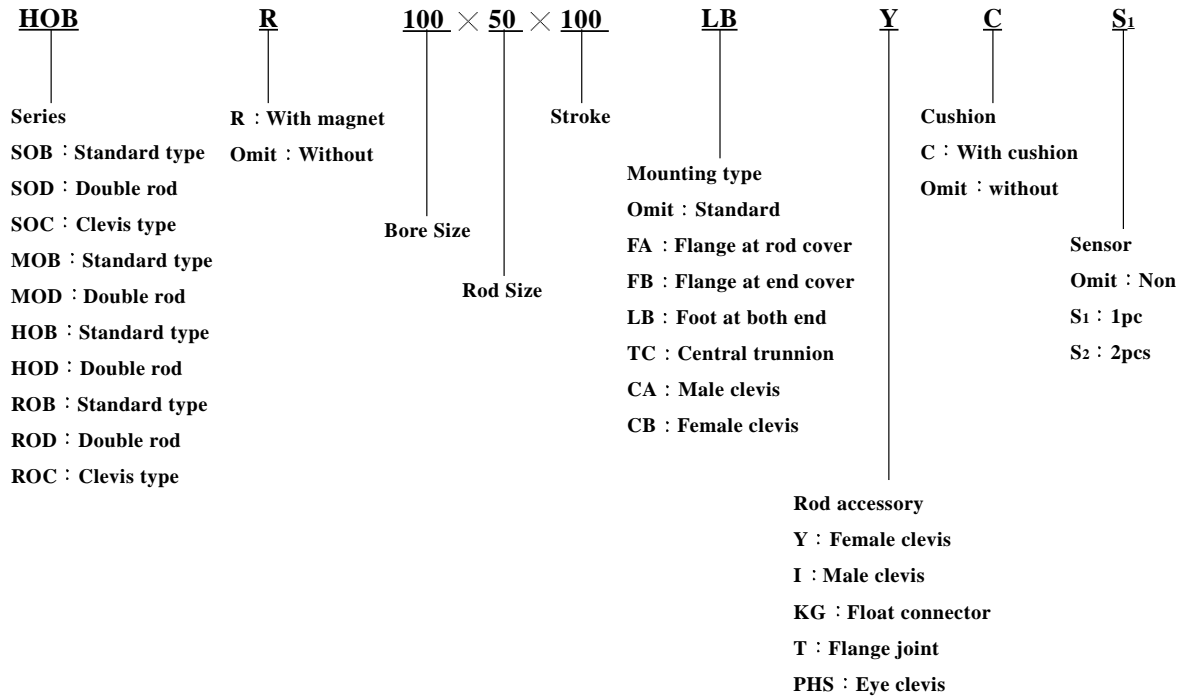 HOB R 100 × 50 × 100 LB Y C S1
Series
SOB：Standard type
SOD：Double rod
SOC：Clevis type
MOB：Standard type
MOD：Double rod
HOB：Standard type
HOD：Double rod
ROB：Standard type
ROD：Double rod
ROC：Clevis type
R：With magnet
Omit：Without
Bore Size
Rod Size
Stroke
Mounting type
Omit：Standard
FA：Flange at rod cover
FB：Flange at end cover
LB：Foot at both end
TC：Central trunnion
CA：Male clevis
CB：Female clevis
Rod accessory
Y：Female clevis
I：Male clevis
KG：Float connector
T：Flange joint
PHS：Eye clevis
Cushion
C：With cushion
Omit：without
Sensor
Omit：Non
S1：1pc
S2：2pcs